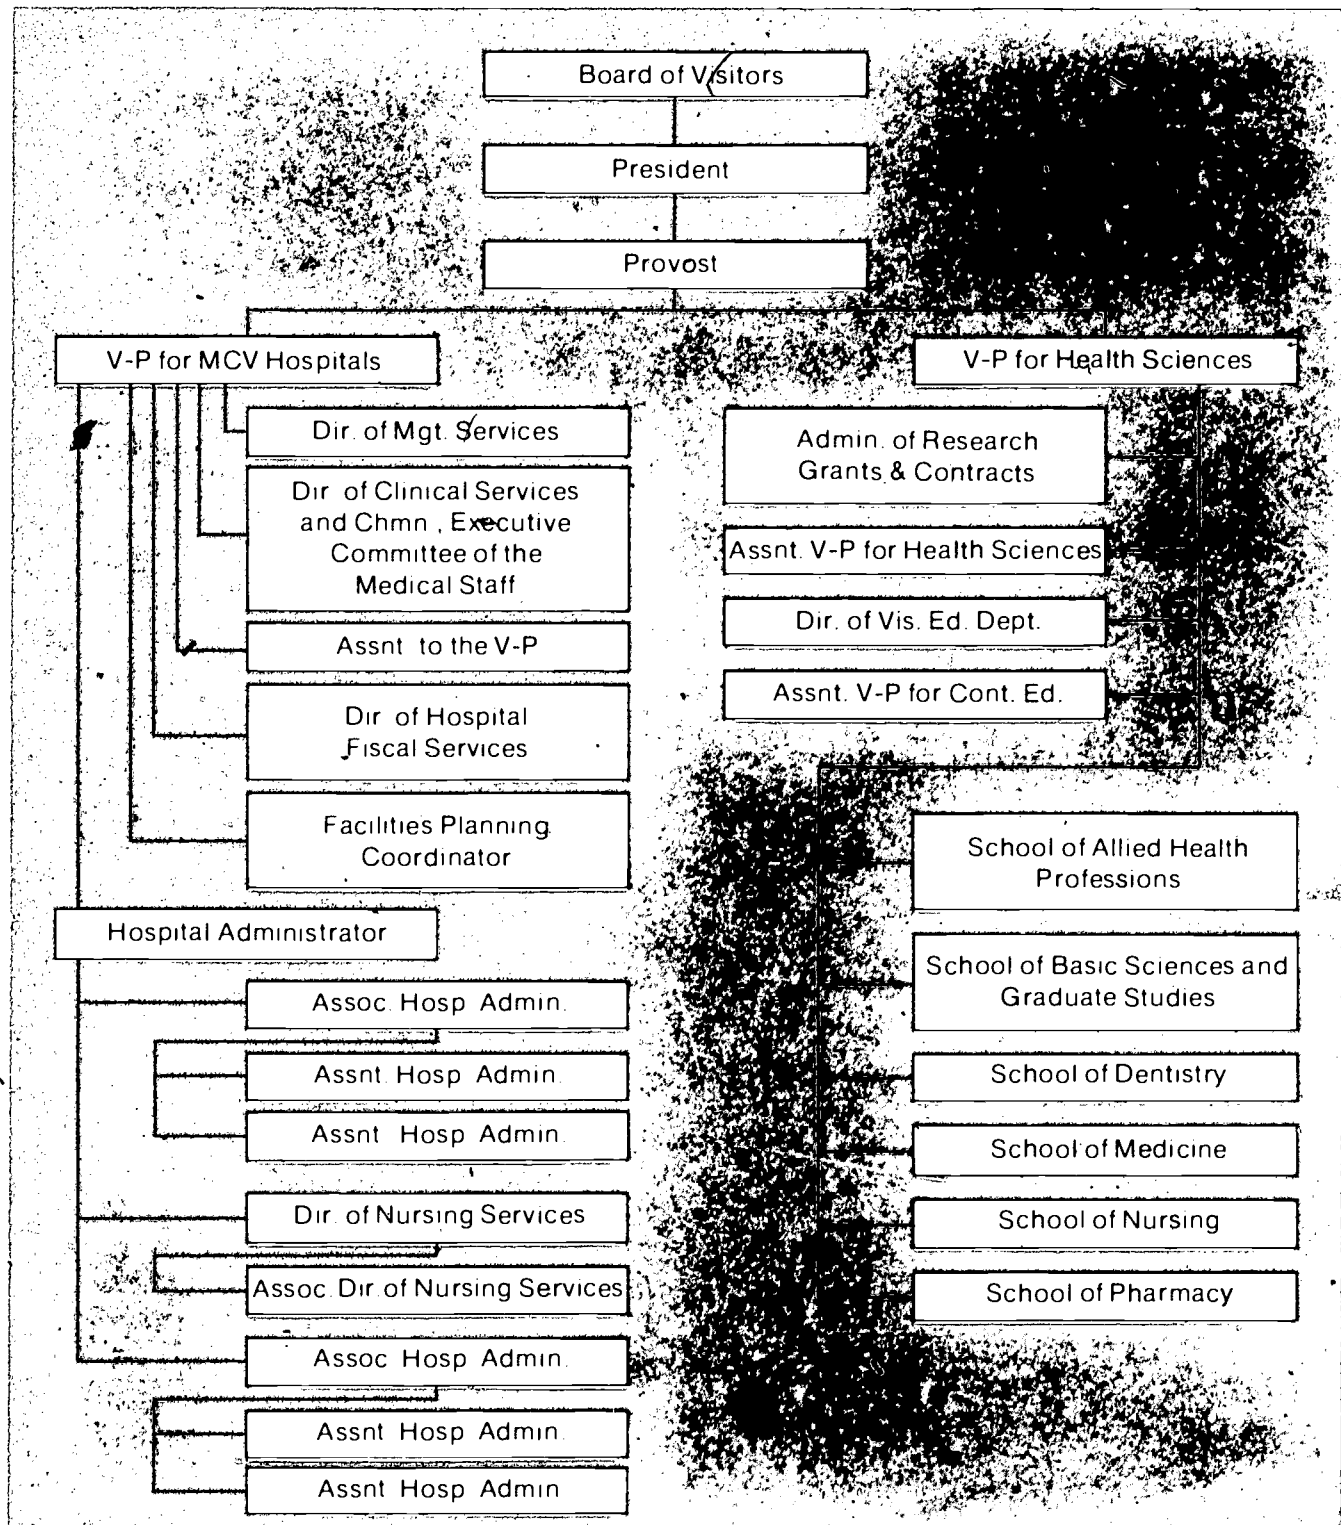 Board of Visitors
President
Provost
V-P for MCV Hospitals
Dir. of Mgt. Services
Dir of Clinical Services
and Chmn , Executive
Committee of the
Medical Staff
Assnt to the V-P
Dir of Hospital
Fiscal Services
Facilities Planning
Coordinator
Hospital Administrator
Assoc. Hosp Admin.
Assnt. Hosp Admin.
Assnt Hosp Admin.
Dir. of Nursing Services
Assoc. Dir. of Nursing Services
Assoc Hosp Admin.
Assnt Hosp Admin.
Assnt Hosp Admin
V-P for Health Sciences
Admin. of Research
Grants & Contracts
Assnt. V-P for Health Sciences
Dir. of Vis. Ed. Dept.
Assnt. V-P for Cont. Ed.
School of Allied Health
Professions
School of Basic Sciences and
Graduate Studies
School of Dentistry
School of Medicine
School of Nursing
School of Pharmacy